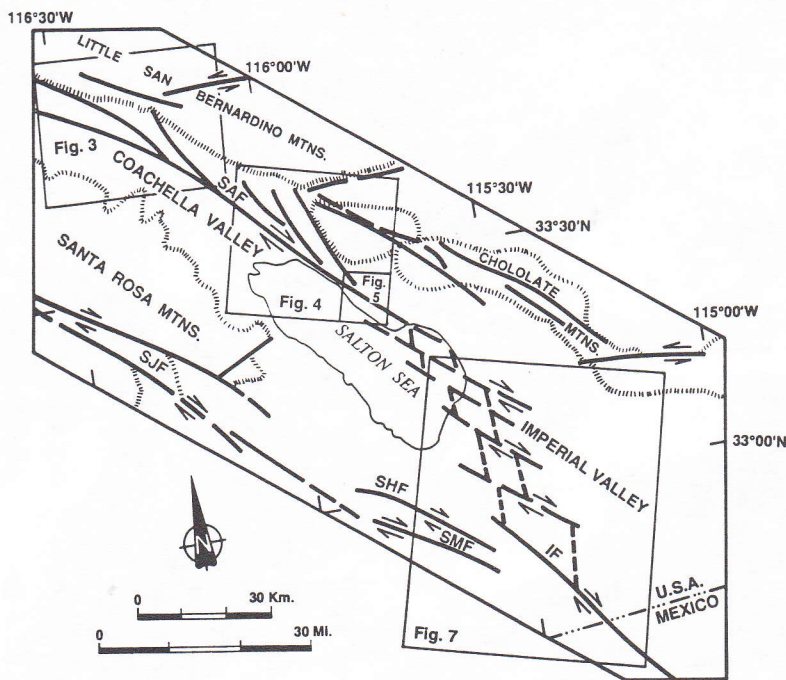 116°30'W
LITTLE SAN BERNARDINO MTNS.
116°00'W
Fig. 3
COACHELLA VALLEY
SAF
115°30'W
33°30'N
CHOLOLATE MTNS.
SANTA ROSA MTNS.
Fig. 4
Fig. 5
115°00'W
SALTON SEA
SJF
IMPERIAL VALLEY
33°00'N
SHF
SMF
IF
N
U.S.A.
MEXICO
0 30 Km.
0 30 Mi.
Fig. 7